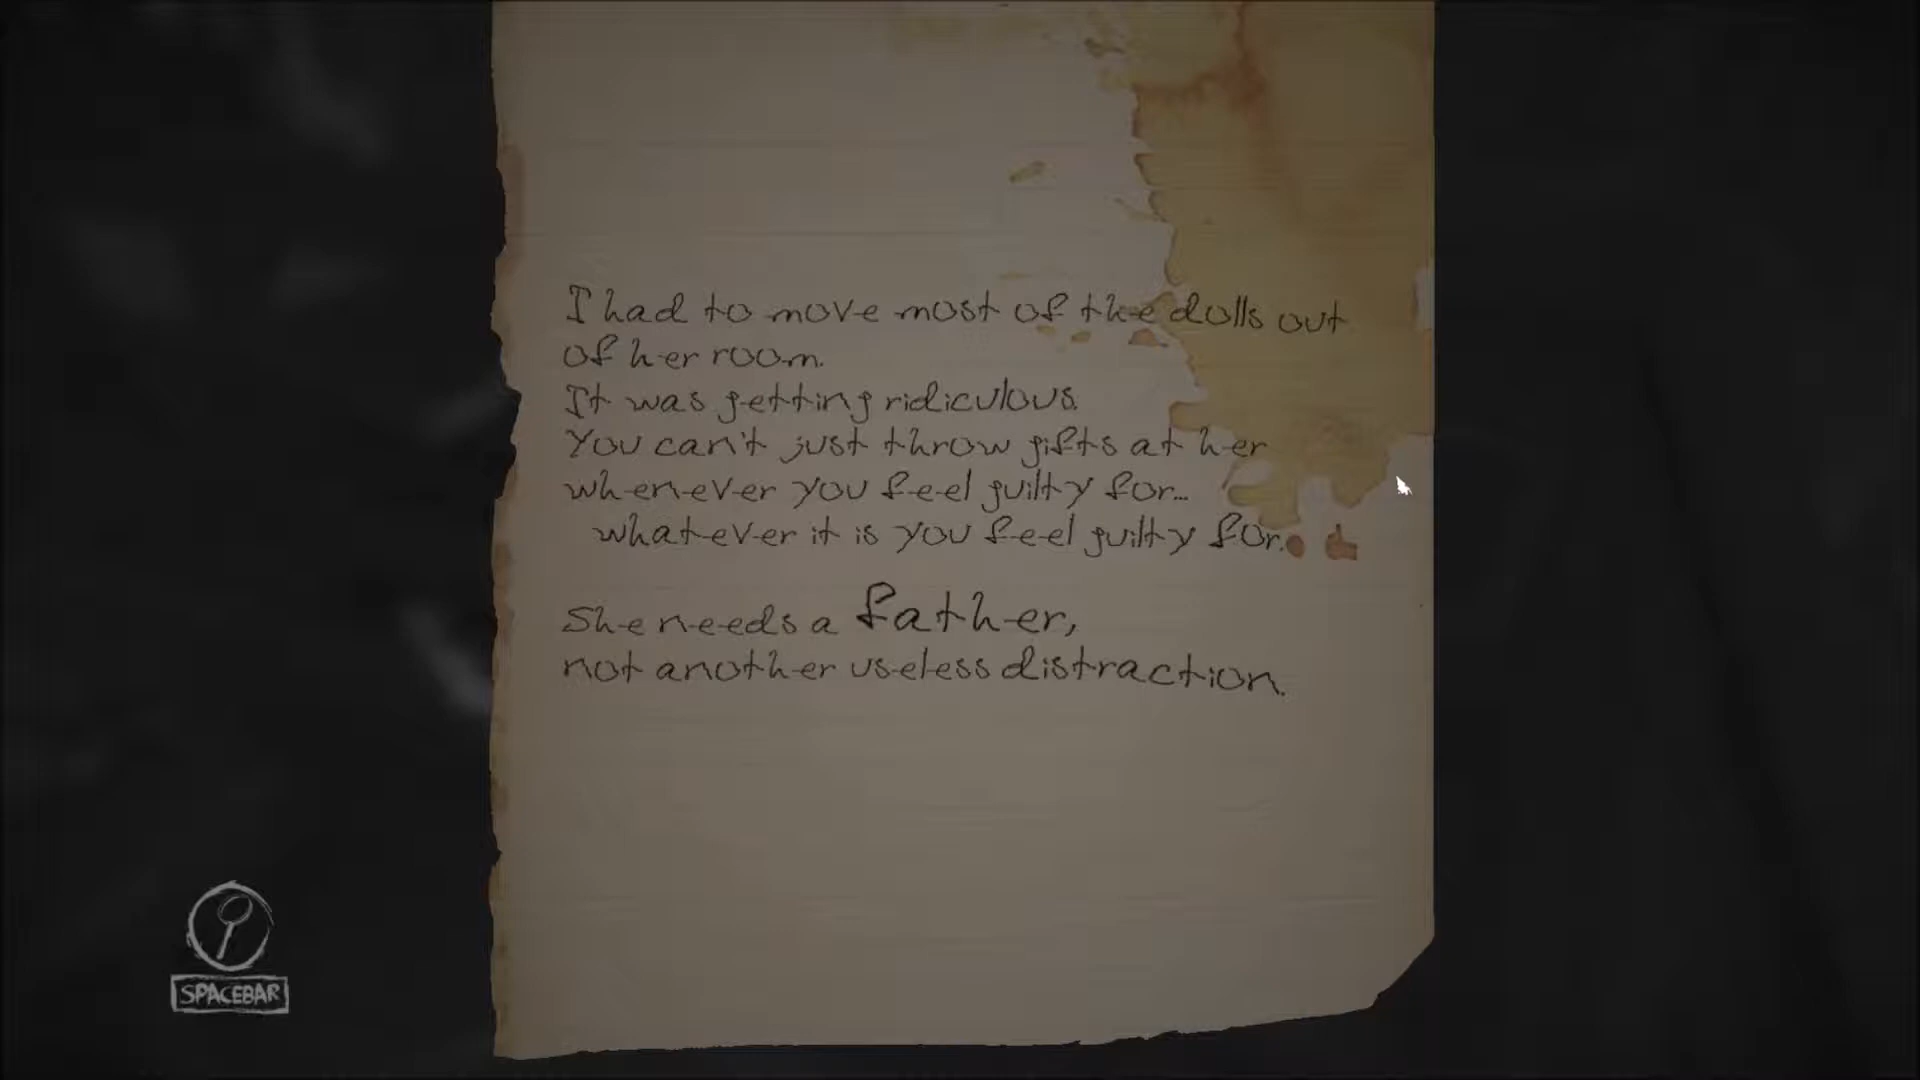 I had to move most of the dolls out
of her room.
It was getting ridiculous.
You can't just throw gifts at her
whenever you feel guilty for...
whatever it is you feel guilty for.
She needs a father,
not another useless distraction.
SPACEBAR